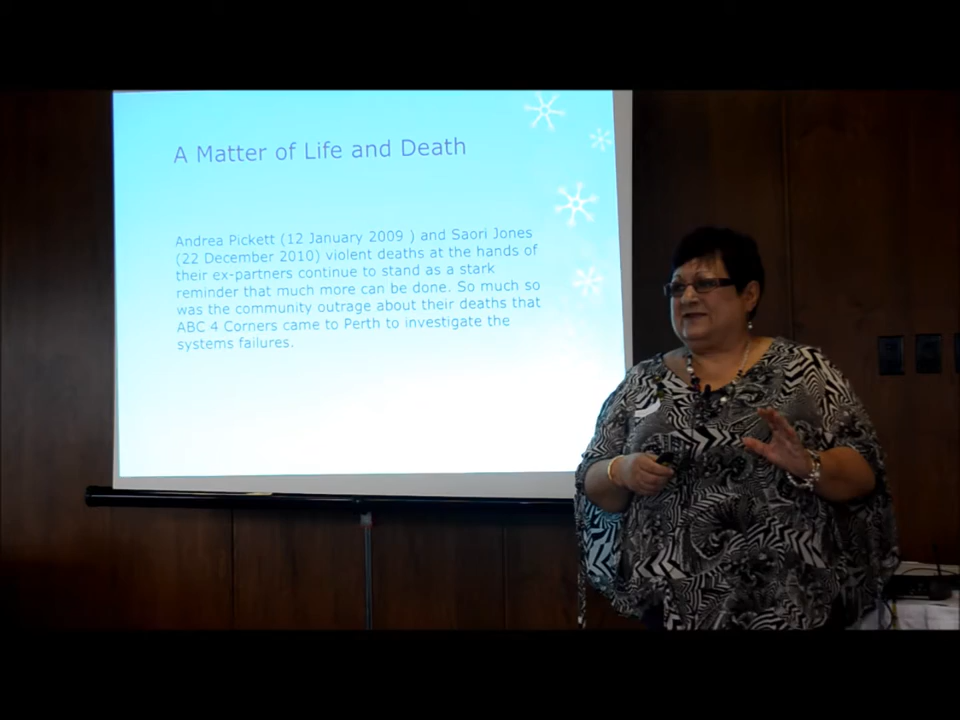 A Matter of Life and Death
Andrea Pickett (12 January 2009 ) and Saori Jones
(22 December 2010) violent deaths at the hands of
their ex-partners continue to stand as a stark
reminder that much more can be done. So much so
was the community outrage about their deaths that
ABC 4 Corners came to Perth to investigate the
systems failures.